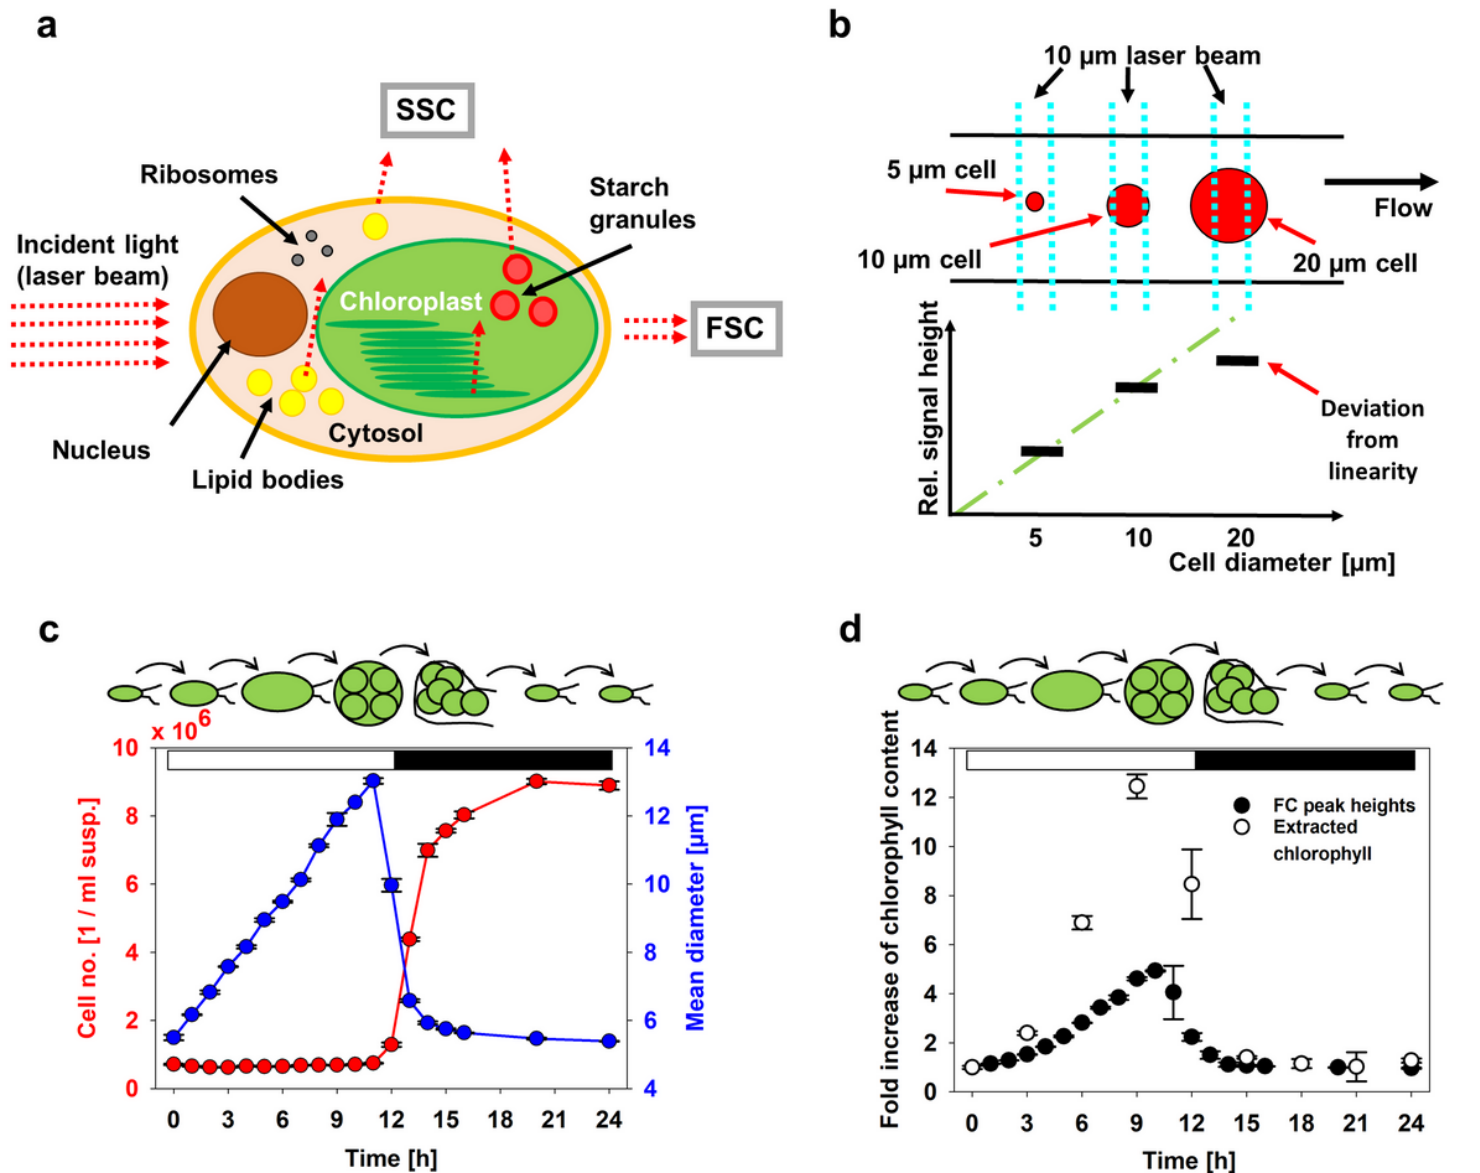 a
SSC
Ribosomes
Starch
granules
Incident light
(laser beam)
Chloroplast
FSC
Nucleus
Cytosol
Lipid bodies
b
10 µm laser beam
5 µm cell
Flow
10 µm cell
20 µm cell
Rel. signal height
Deviation
from
linearity
5 10 20
Cell diameter [µm]
c
x 10⁶
Cell no. [1 / ml susp.]
10
8
6
4
2
0
14
12
10
8
6
4
Mean diameter [µm]
0 3 6 9 12 15 18 21 24
Time [h]
d
Fold increase of chlorophyll content
14
12
10
8
6
4
2
0
FC peak heights
Extracted
chlorophyll
0 3 6 9 12 15 18 21 24
Time [h]